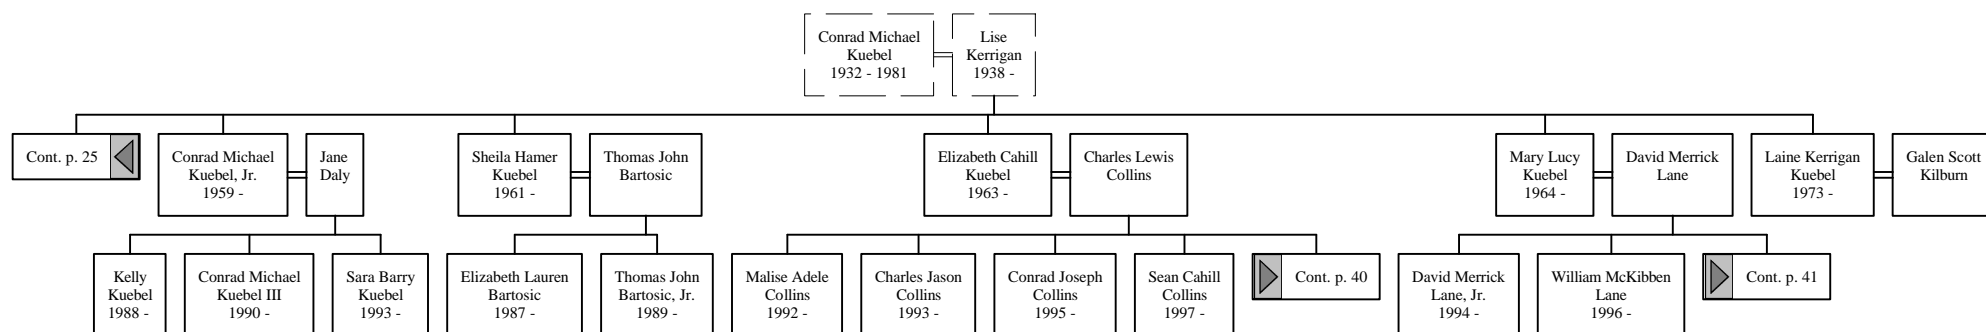 Conrad Michael
Kuebel
1932 - 1981
Lise
Kerrigan
1938 -
Cont. p. 25
Conrad Michael
Kuebel, Jr.
1959 -
Jane
Daly
Sheila Hamer
Kuebel
1961 -
Thomas John
Bartosic
Elizabeth Cahill
Kuebel
1963 -
Charles Lewis
Collins
Mary Lucy
Kuebel
1964 -
David Merrick
Lane
Laine Kerrigan
Kuebel
1973 -
Galen Scott
Kilburn
Kelly
Kuebel
1988 -
Conrad Michael
Kuebel III
1990 -
Sara Barry
Kuebel
1993 -
Elizabeth Lauren
Bartosic
1987 -
Thomas John
Bartosic, Jr.
1989 -
Malise Adele
Collins
1992 -
Charles Jason
Collins
1993 -
Conrad Joseph
Collins
1995 -
Sean Cahill
Collins
1997 -
Cont. p. 40
David Merrick
Lane, Jr.
1994 -
William McKibben
Lane
1996 -
Cont. p. 41